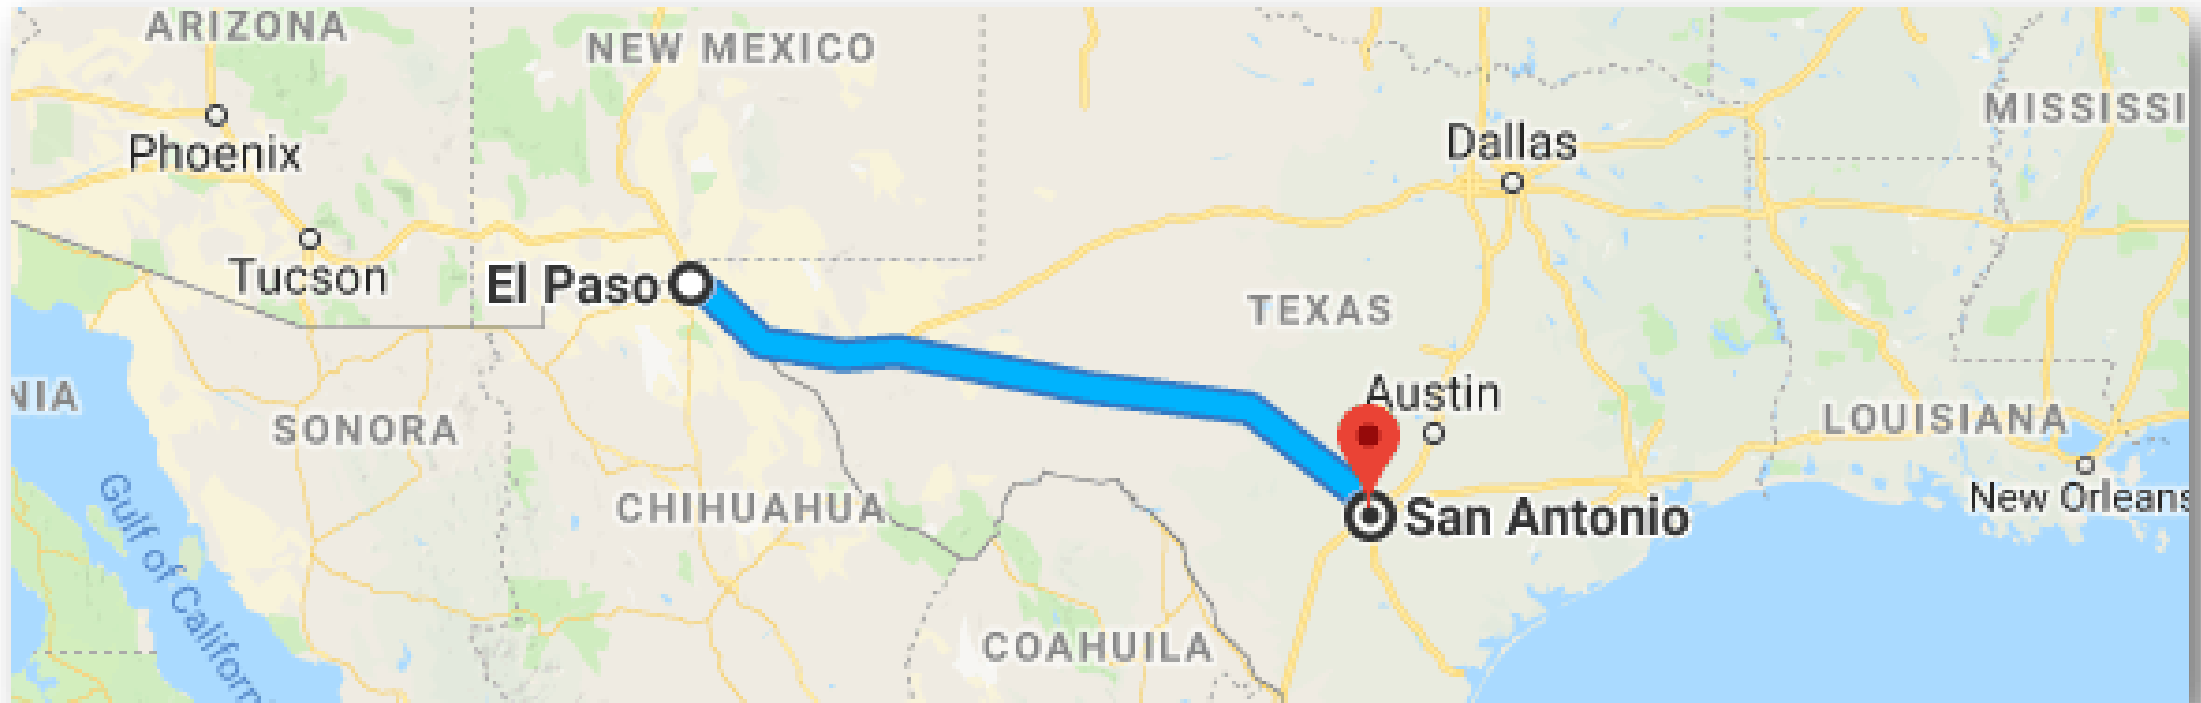 ARIZONA
NEW MEXICO
MISSISSI
Phoenix
Dallas
Tucson
El Paso
TEXAS
NIA
Austin
SONORA
LOUISIANA
New Orleans
CHIHUAHUA
San Antonio
Gulf of Californ
COAHUILA